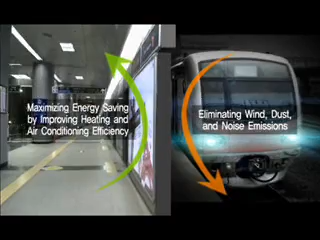 Maximizing Energy Saving
by Improving Heating and
Air Conditioning Efficiency
Eliminating Wind, Dust,
and Noise Emissions